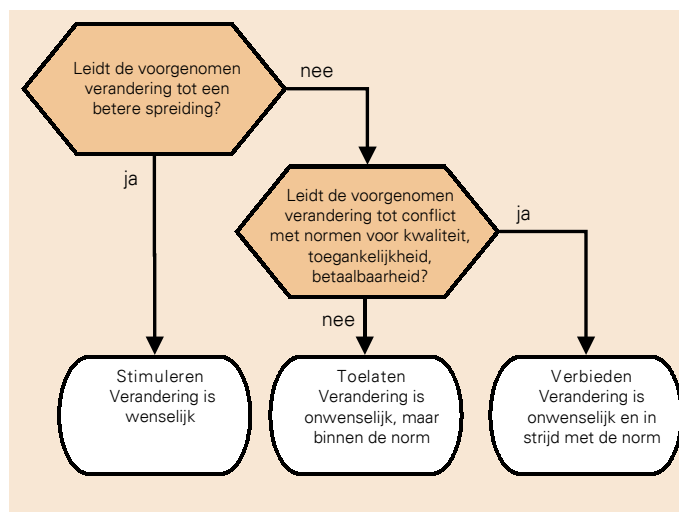 Leidt de voorgenomen
verandering tot een
betere spreiding?
nee
ja
Leidt de voorgenomen
verandering tot conflict
met normen voor kwaliteit,
toegankelijkheid,
betaalbaarheid?
ja
nee
Stimuleren
Verandering is
wenselijk
Toelaten
Verandering is
onwenselijk, maar
binnen de norm
Verbieden
Verandering is
onwenselijk en in
strijd met de norm